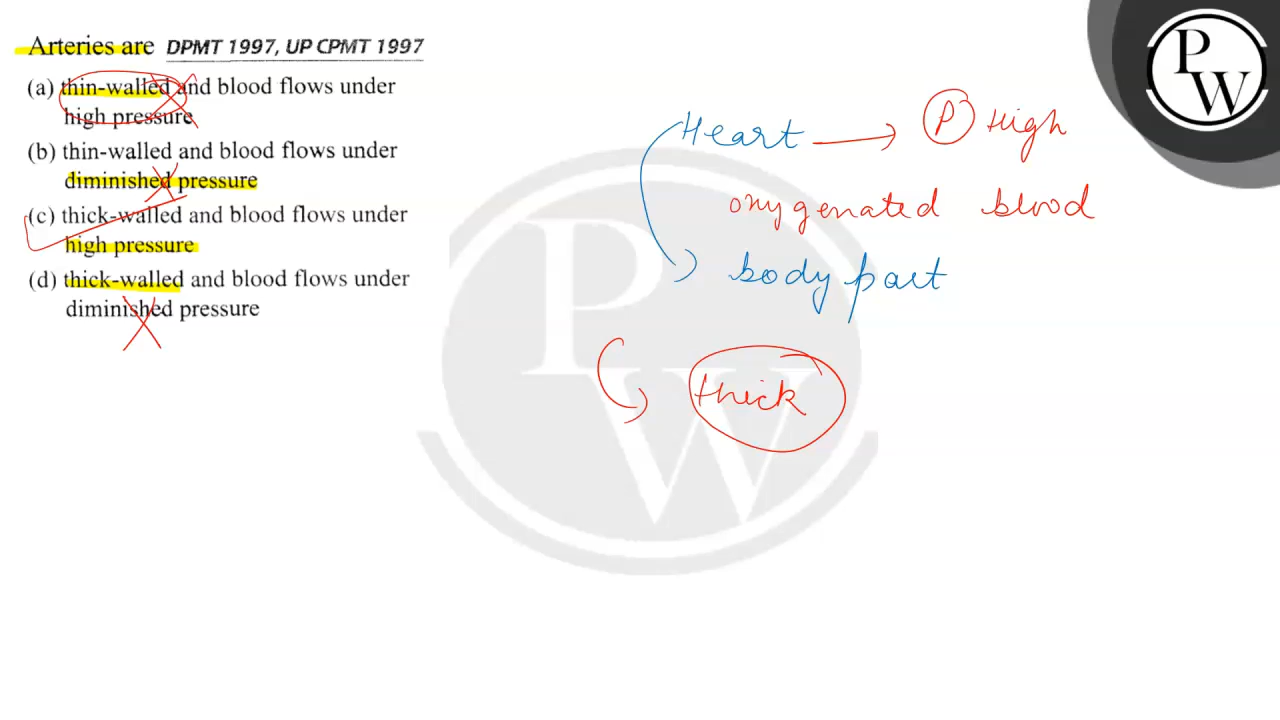 Arteries are DPMT 1997, UP CPMT 1997
(a) thin-walled and blood flows under
high pressure
(b) thin-walled and blood flows under
diminished pressure
(c) thick-walled and blood flows under
high pressure
(d) thick-walled and blood flows under
diminished pressure
Heart → P High
oxygenated blood
body part
thick
P
W
P
W